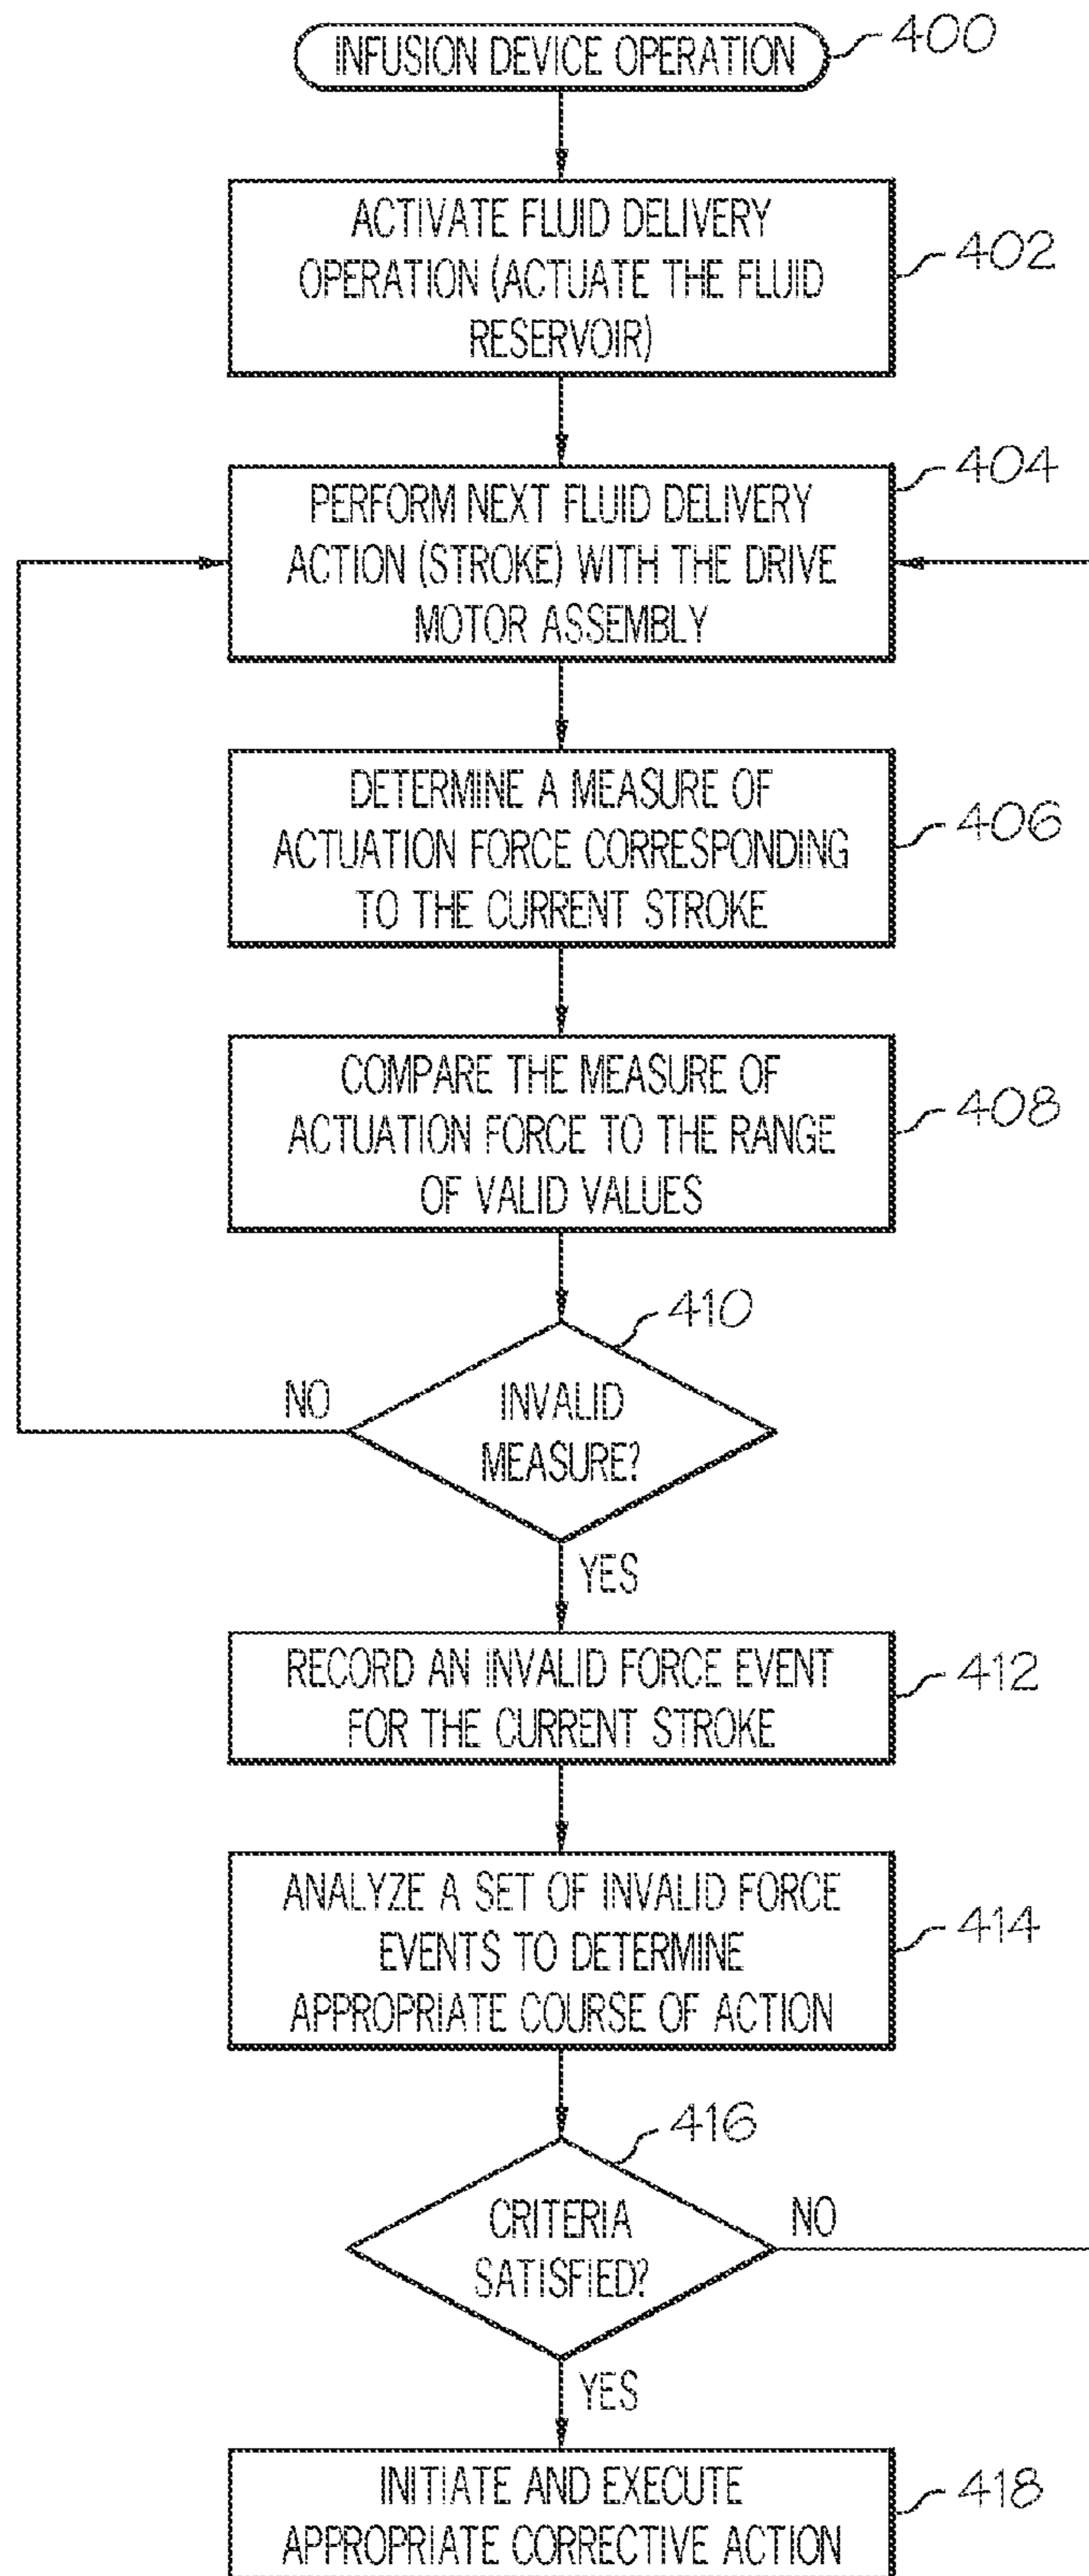 INFUSION DEVICE OPERATION
400
ACTIVATE FLUID DELIVERY
OPERATION (ACTUATE THE FLUID
RESERVOIR)
402
PERFORM NEXT FLUID DELIVERY
ACTION (STROKE) WITH THE DRIVE
MOTOR ASSEMBLY
404
DETERMINE A MEASURE OF
ACTUATION FORCE CORRESPONDING
TO THE CURRENT STROKE
406
COMPARE THE MEASURE OF
ACTUATION FORCE TO THE RANGE
OF VALID VALUES
408
410
INVALID
MEASURE?
NO
YES
RECORD AN INVALID FORCE EVENT
FOR THE CURRENT STROKE
412
ANALYZE A SET OF INVALID FORCE
EVENTS TO DETERMINE
APPROPRIATE COURSE OF ACTION
414
416
CRITERIA
SATISFIED?
NO
YES
INITIATE AND EXECUTE
APPROPRIATE CORRECTIVE ACTION
418